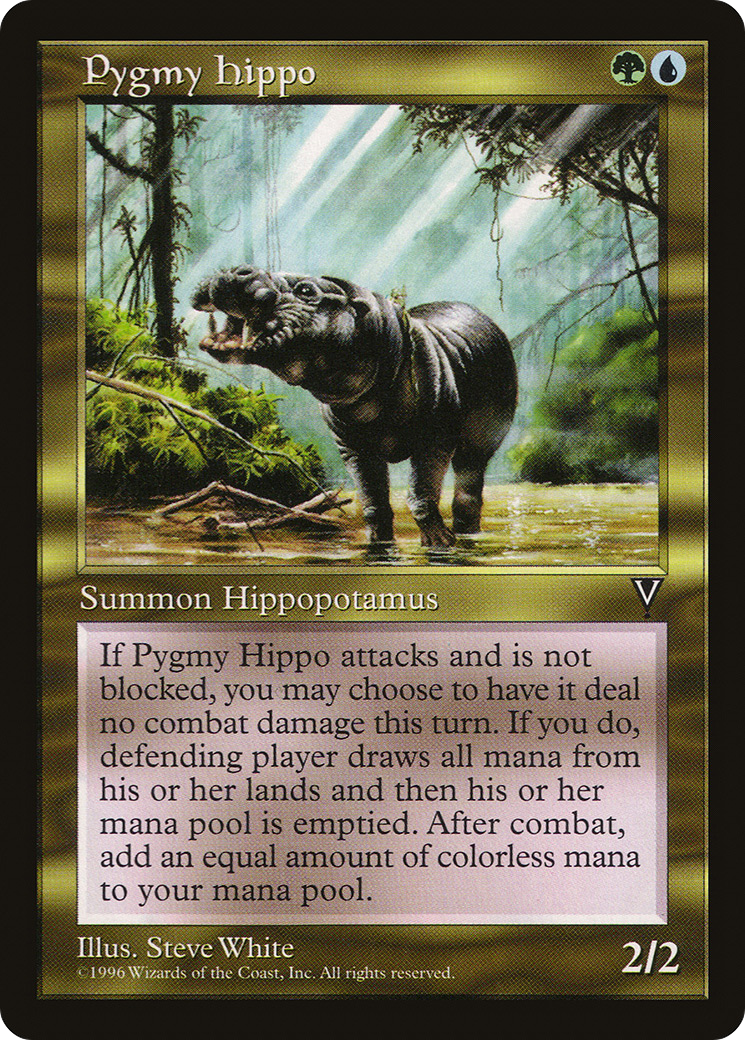 Pygmy Hippo
Summon Hippopotamus
V
If Pygmy Hippo attacks and is not
blocked, you may choose to have it deal
no combat damage this turn. If you do,
defending player draws all mana from
his or her lands and then his or her
mana pool is emptied. After combat,
add an equal amount of colorless mana
to your mana pool.
Illus. Steve White
©1996 Wizards of the Coast, Inc. All rights reserved.
2/2